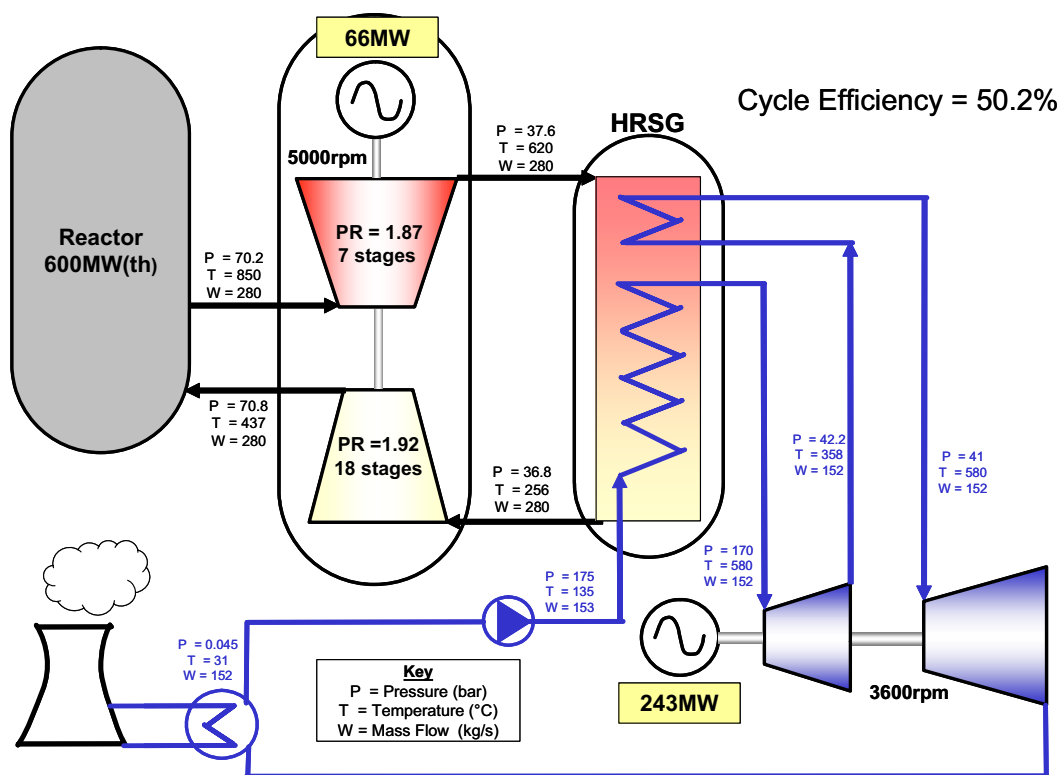 66MW
Cycle Efficiency = 50.2%
HRSG
P = 37.6
T = 620
W = 280
5000rpm
PR = 1.87
7 stages
Reactor
600MW(th)
P = 70.2
T = 850
W = 280
P = 70.8
T = 437
W = 280
PR =1.92
18 stages
P = 36.8
T = 256
W = 280
P = 42.2
T = 358
W = 152
P = 41
T = 580
W = 152
P = 170
T = 580
W = 152
P = 175
T = 135
W = 153
P = 0.045
T = 31
W = 152
Key
P = Pressure (bar)
T = Temperature (°C)
W = Mass Flow (kg/s)
243MW
3600rpm